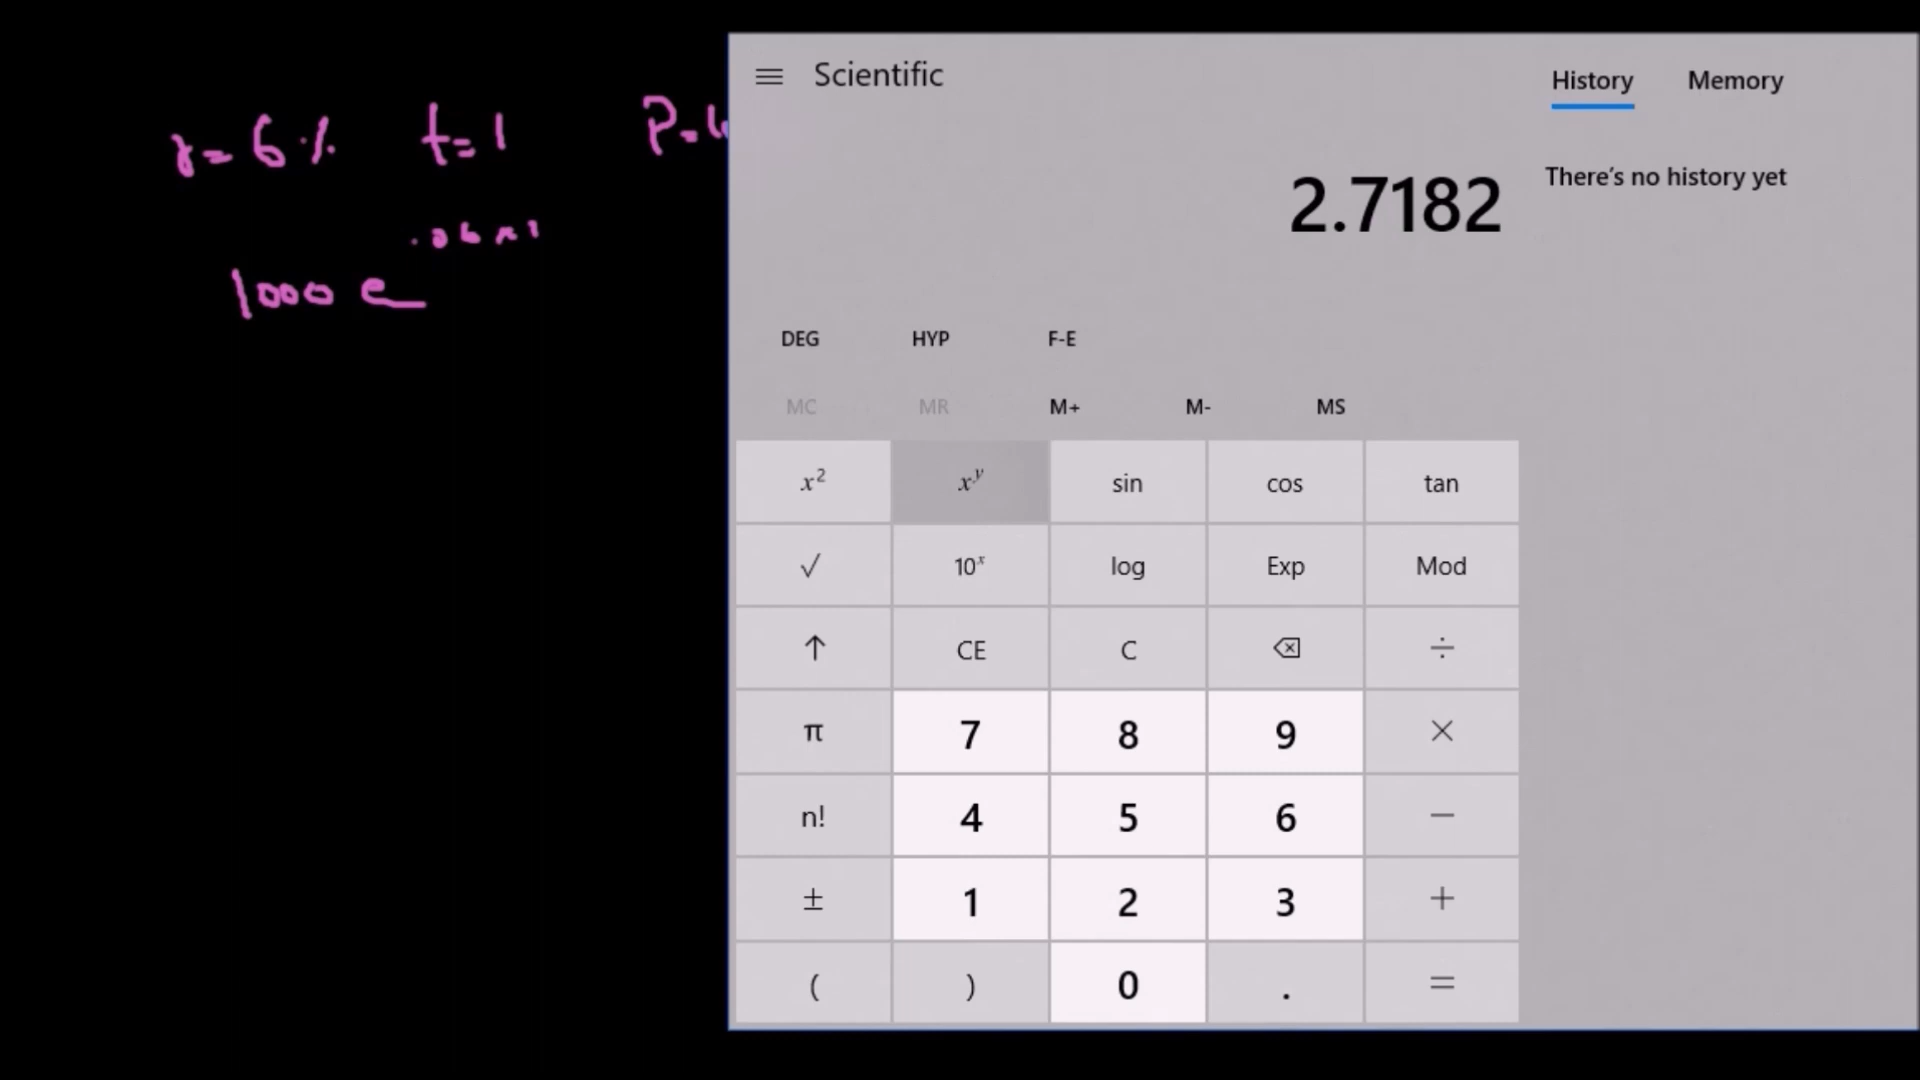 r = 6 % t = 1 P =
.06 x 1
1000 e
Scientific
History Memory
2.7182
There's no history yet
DEG HYP F-E
MC MR M+ M- MS
x² xʸ sin cos tan
√ 10ˣ log Exp Mod
↑ CE C ⌫ ÷
π 7 8 9 ×
n! 4 5 6 −
± 1 2 3 +
( ) 0 . =